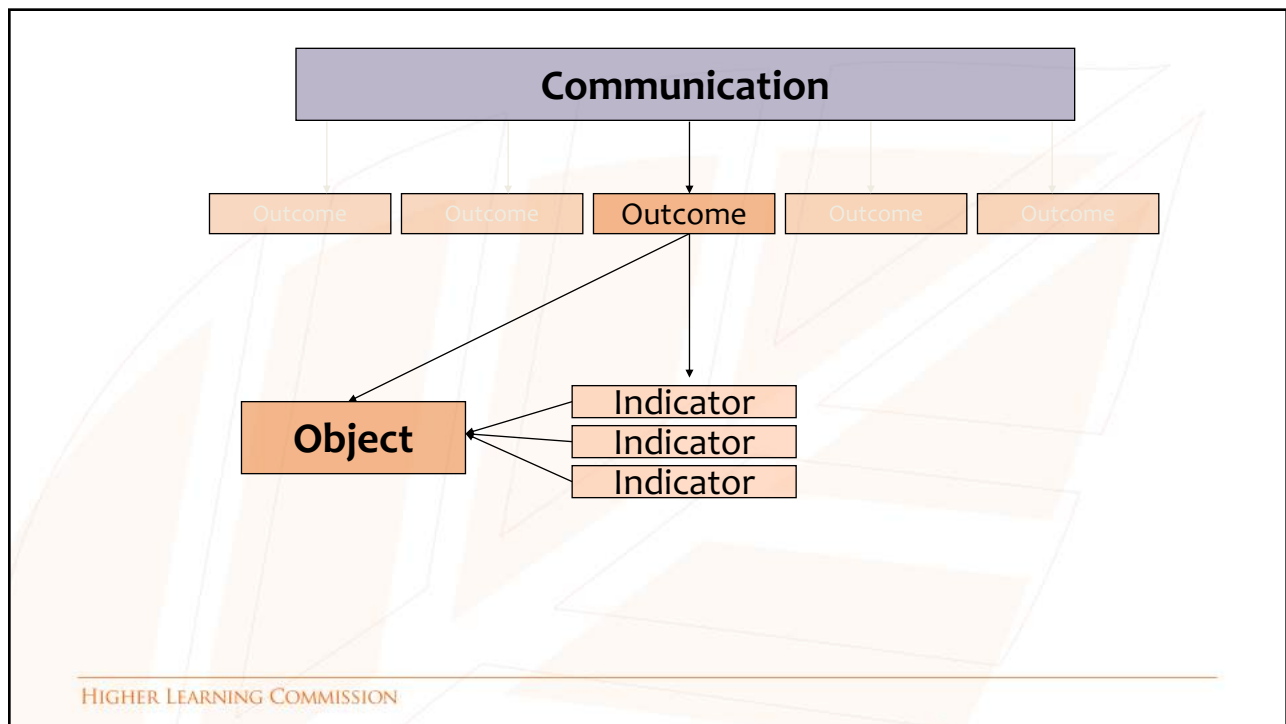 Communication
Outcome Outcome Outcome Outcome Outcome
Indicator
Object
Indicator
Indicator
HIGHER LEARNING COMMISSION